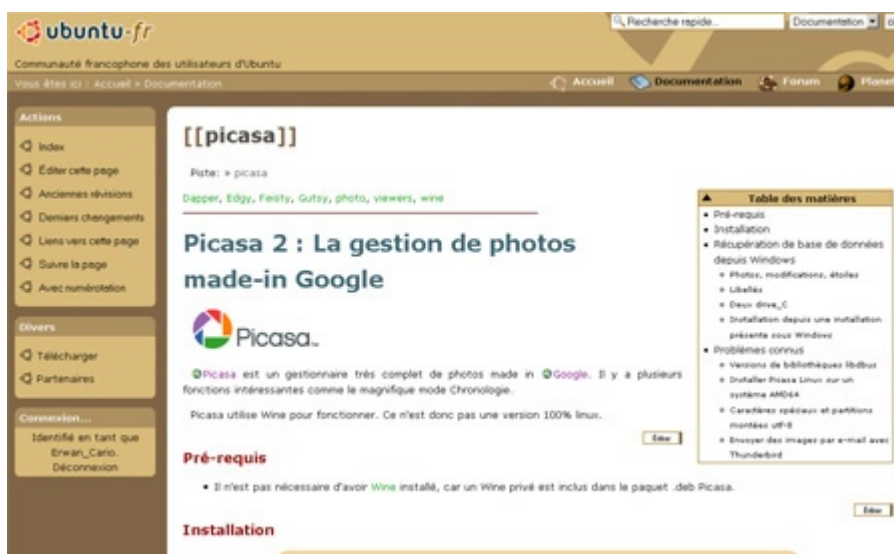 ubuntu-fr
Recherche rapide...
Documentation
Communauté francophone des utilisateurs d'Ubuntu
Vous êtes ici : Accueil » Documentation
Accueil
Documentation
Forum
Planet
Actions
Index
Éditer cette page
Anciennes révisions
Derniers changements
Liens vers cette page
Suivre la page
Avec numérotation
Divers
Télécharger
Partenaires
Connexion...
Identifié en tant que
Erwan_Cario.
Déconnexion
[[picasa]]
Piste: » picasa
Dapper, Edgy, Feisty, Gutsy, photo, viewers, wine
Picasa 2 : La gestion de photos
made-in Google
Picasa
Picasa est un gestionnaire très complet de photos made in Google. Il y a plusieurs
fonctions intéressantes comme le magnifique mode Chronologie.
Picasa utilise Wine pour fonctionner. Ce n'est donc pas une version 100% linux.
Editer
Pré-requis
Il n'est pas nécessaire d'avoir Wine installé, car un Wine privé est inclus dans le paquet .deb Picasa.
Editer
Installation
Table des matières
Pré-requis
Installation
Récupération de base de données
depuis Windows
Photos, modifications, étoiles
Libellés
Deux drive_C
Installation depuis une installation
présente sous Windows
Problèmes connus
Versions de bibliothèques libdbus
Installer Picasa Linux sur un
système AMD64
Caractères spéciaux et partitions
montées utf-8
Envoyer des images par e-mail avec
Thunderbird